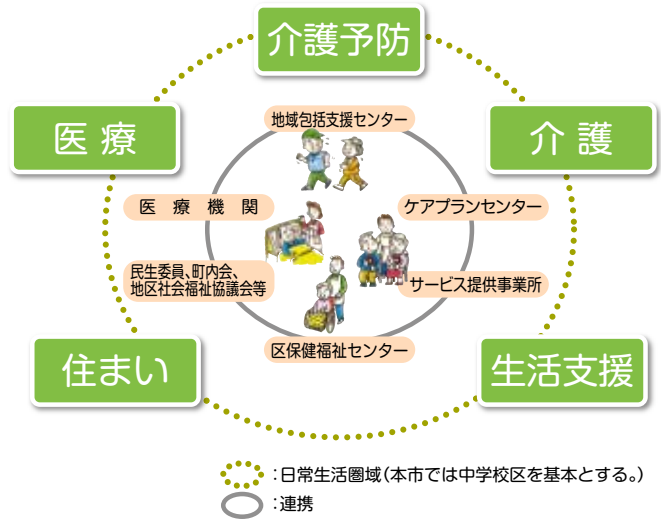 介護予防
医療
介護
地域包括支援センター
医療機関
ケアプランセンター
民生委員、町内会、
地区社会福祉協議会等
サービス提供事業所
区保健福祉センター
住まい
生活支援
:日常生活圏域(本市では中学校区を基本とする。)
:連携